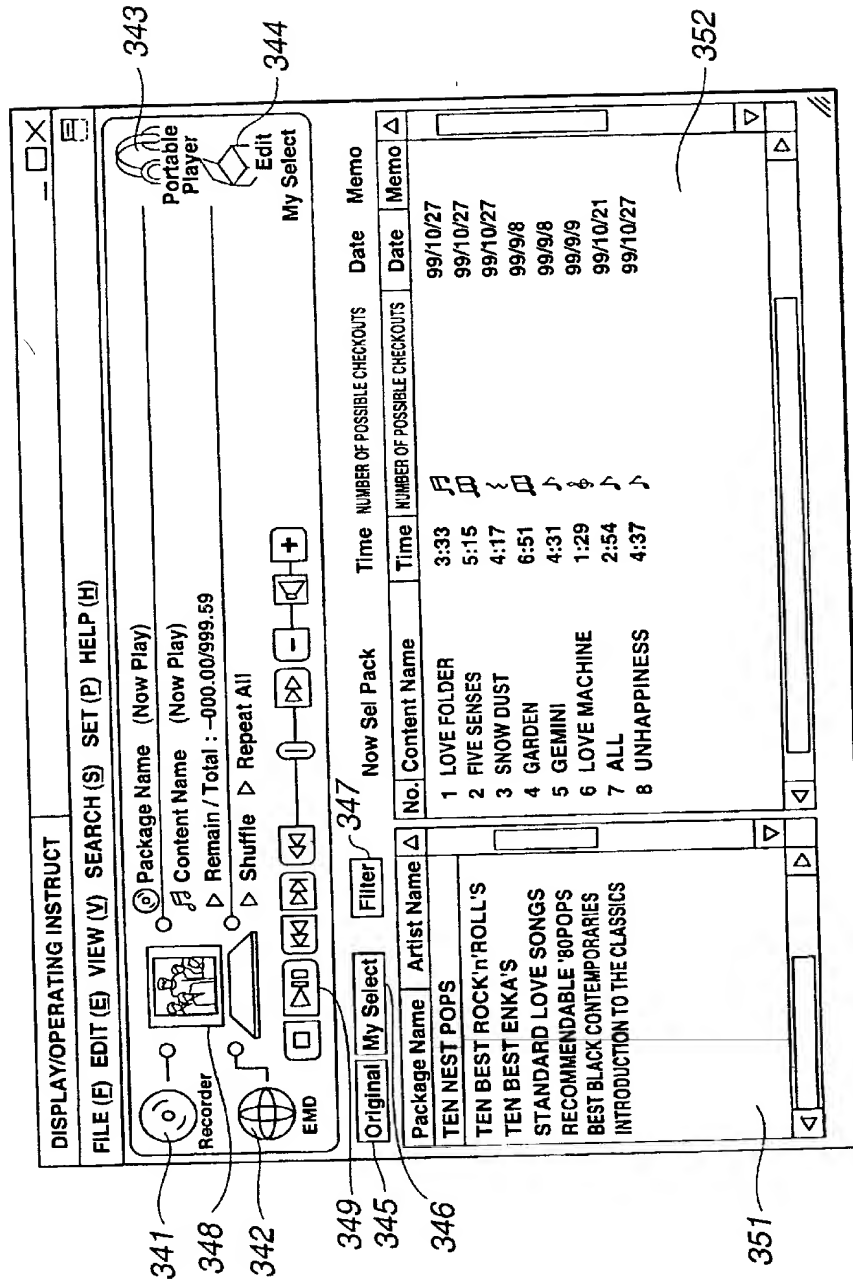 DISPLAY/OPERATING INSTRUCT
FILE (F) EDIT (E) VIEW (V) SEARCH (S) SET (P) HELP (H)
341
Recorder
348
342
EMD
Package Name (Now Play)
Content Name (Now Play)
Remain / Total : –000.00/999.59
Shuffle Repeat All
Portable
Player
343
Edit
344
My Select
349
345
Original
346
My Select
347
Filter
Now Sel Pack Time NUMBER OF POSSIBLE CHECKOUTS Date Memo
Package Name Artist Name
TEN NEST POPS
TEN BEST ROCK'n'ROLL'S
TEN BEST ENKA'S
STANDARD LOVE SONGS
RECOMMENDABLE '80POPS
BEST BLACK CONTEMPORARIES
INTRODUCTION TO THE CLASSICS
351
No. Content Name Time NUMBER OF POSSIBLE CHECKOUTS Date Memo
1 LOVE FOLDER 3:33 99/10/27
2 FIVE SENSES 5:15 99/10/27
3 SNOW DUST 4:17 99/10/27
4 GARDEN 6:51 99/9/8
5 GEMINI 4:31 99/9/8
6 LOVE MACHINE 1:29 99/9/9
7 ALL 2:54 99/10/21
8 UNHAPPINESS 4:37 99/10/27
352